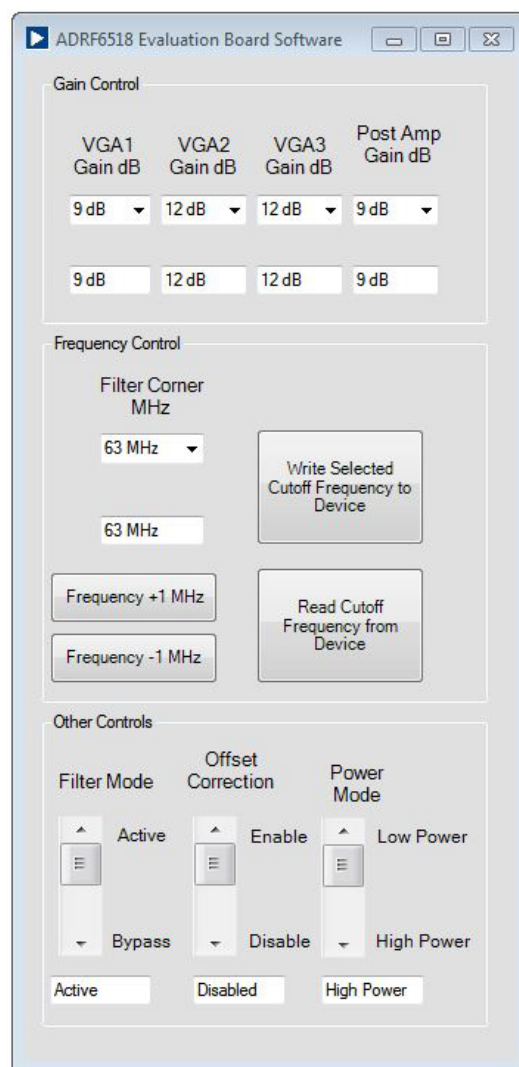 ADRF6518 Evaluation Board Software
Gain Control
VGA1
Gain dB
VGA2
Gain dB
VGA3
Gain dB
Post Amp
Gain dB
9 dB
12 dB
12 dB
9 dB
9 dB
12 dB
12 dB
9 dB
Frequency Control
Filter Corner
MHz
63 MHz
63 MHz
Write Selected
Cutoff Frequency to
Device
Frequency +1 MHz
Frequency -1 MHz
Read Cutoff
Frequency from
Device
Other Controls
Filter Mode
Active
Bypass
Active
Offset
Correction
Enable
Disable
Disabled
Power
Mode
Low Power
High Power
High Power